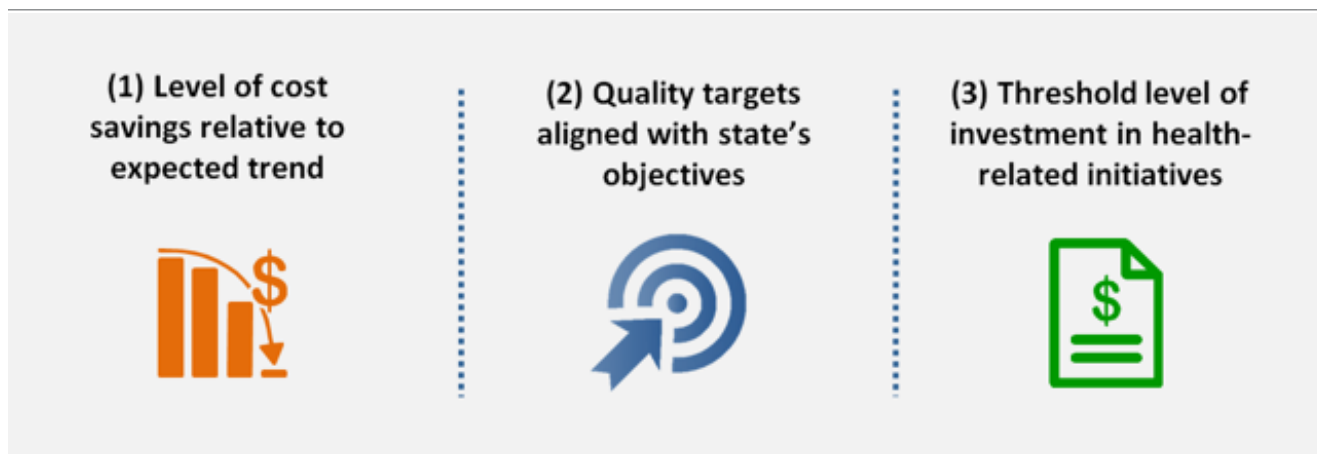 (1) Level of cost
savings relative to
expected trend
(2) Quality targets
aligned with state’s
objectives
(3) Threshold level of
investment in health-
related initiatives
$
$